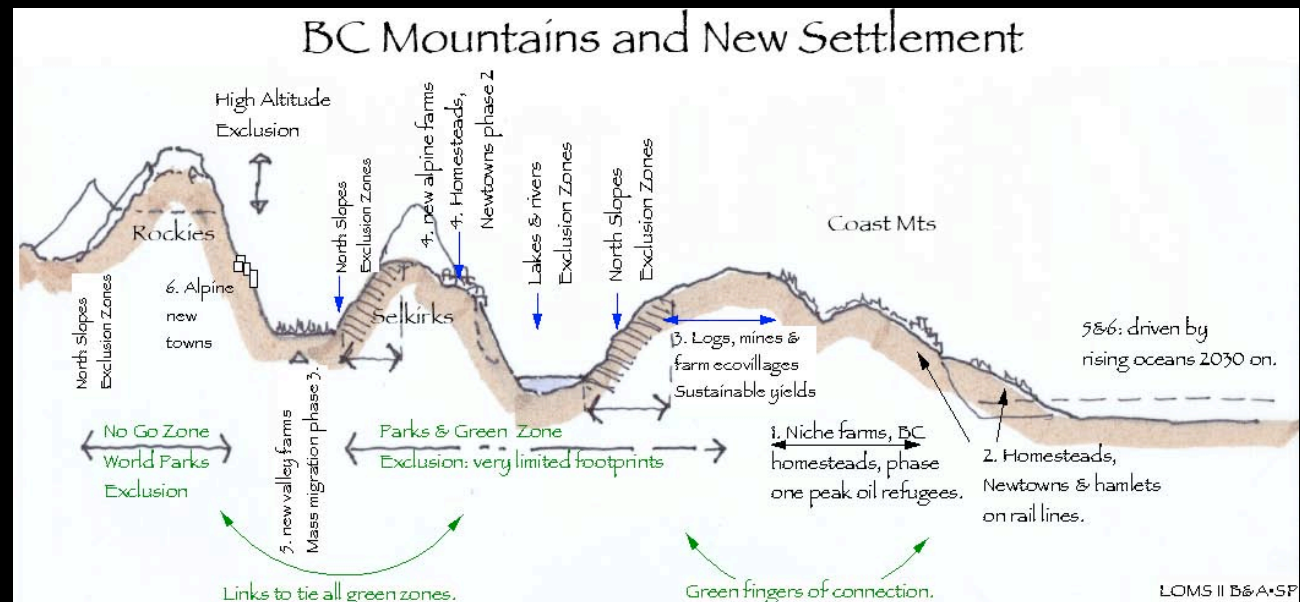 BC Mountains and New Settlement
High Altitude
Exclusion
Rockies
North Slopes
Exclusion Zones
6. Alpine
new
towns
North Slopes
Exclusion Zones
Selkirks
4. new alpine farms
4. Homesteads,
Newtowns phase 2
Lakes & rivers
Exclusion Zones
North Slopes
Exclusion Zones
Coast Mts
3. Logs, mines &
farm ecovillages
Sustainable yields
5&6: driven by
rising oceans 2030 on.
No Go Zone
World Parks
Exclusion
5. new valley farms
Mass migration phase 3.
Parks & Green Zone
Exclusion: very limited footprints
1. Niche farms, BC
homesteads, phase
one peak oil refugees.
2. Homesteads,
Newtowns & hamlets
on rail lines.
Links to tie all green zones.
Green fingers of connection.
LOMS II B&A•SP